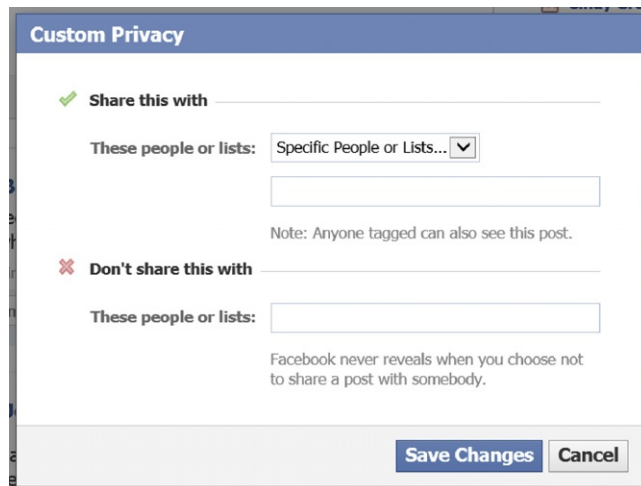 Custom Privacy
Share this with
These people or lists: Specific People or Lists...
Note: Anyone tagged can also see this post.
Don't share this with
These people or lists:
Facebook never reveals when you choose not
to share a post with somebody.
Save Changes Cancel